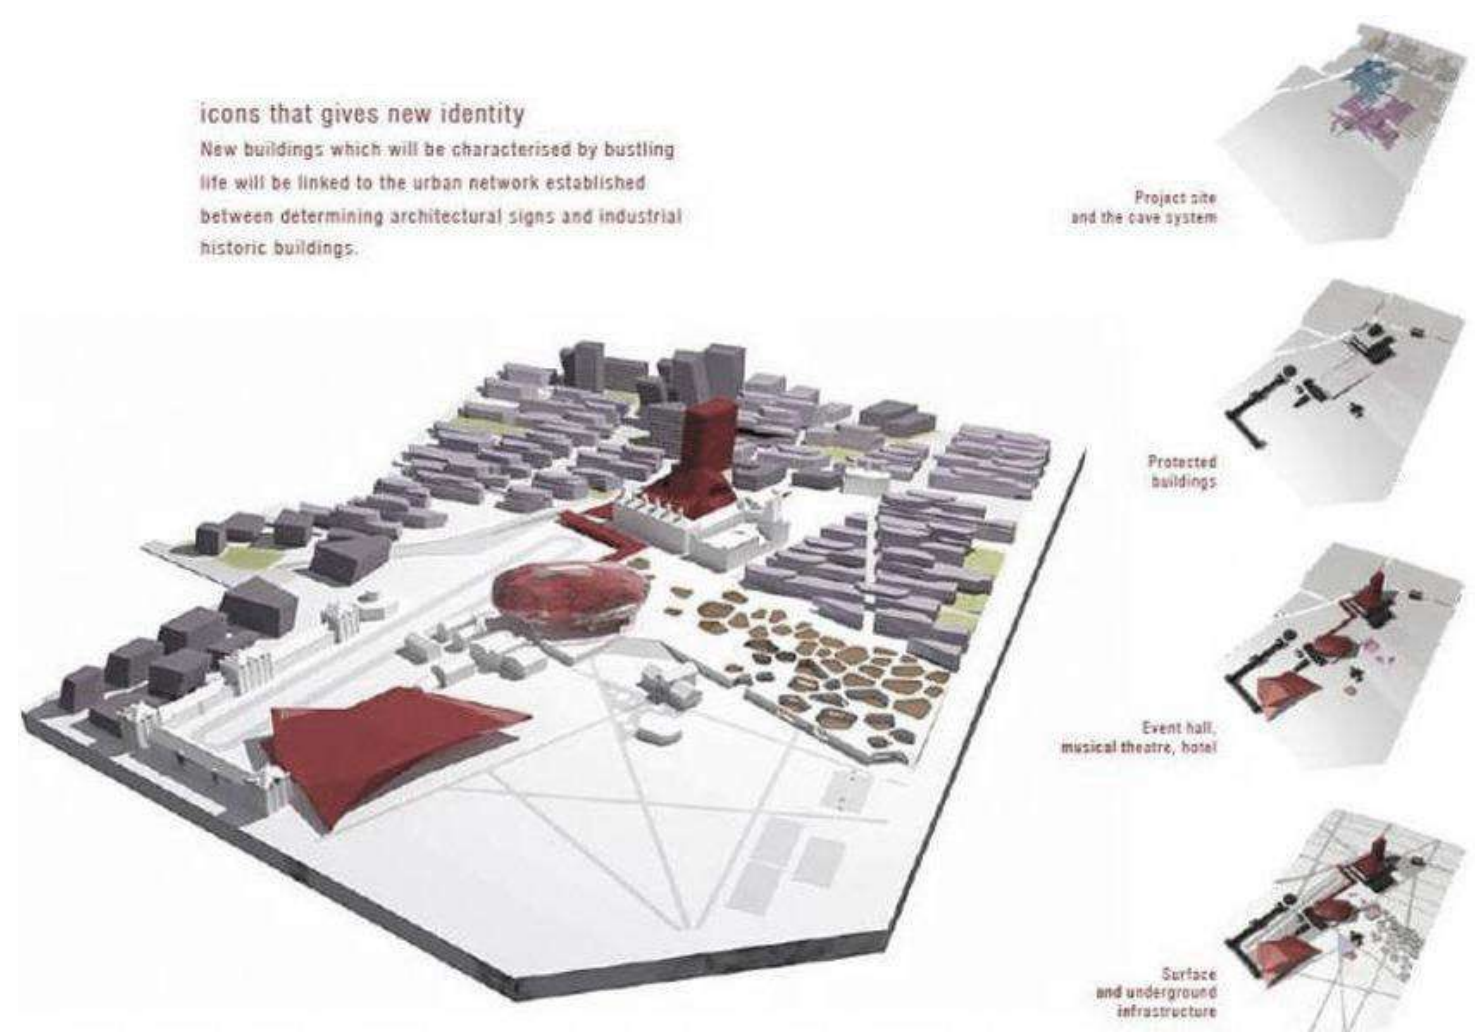 icons that gives new identity
New buildings which will be characterised by bustling
life will be linked to the urban network established
between determining architectural signs and industrial
historic buildings.
Project site
and the cave system
Protected
buildings
Event hall,
musical theatre, hotel
Surface
and underground
infrastructure